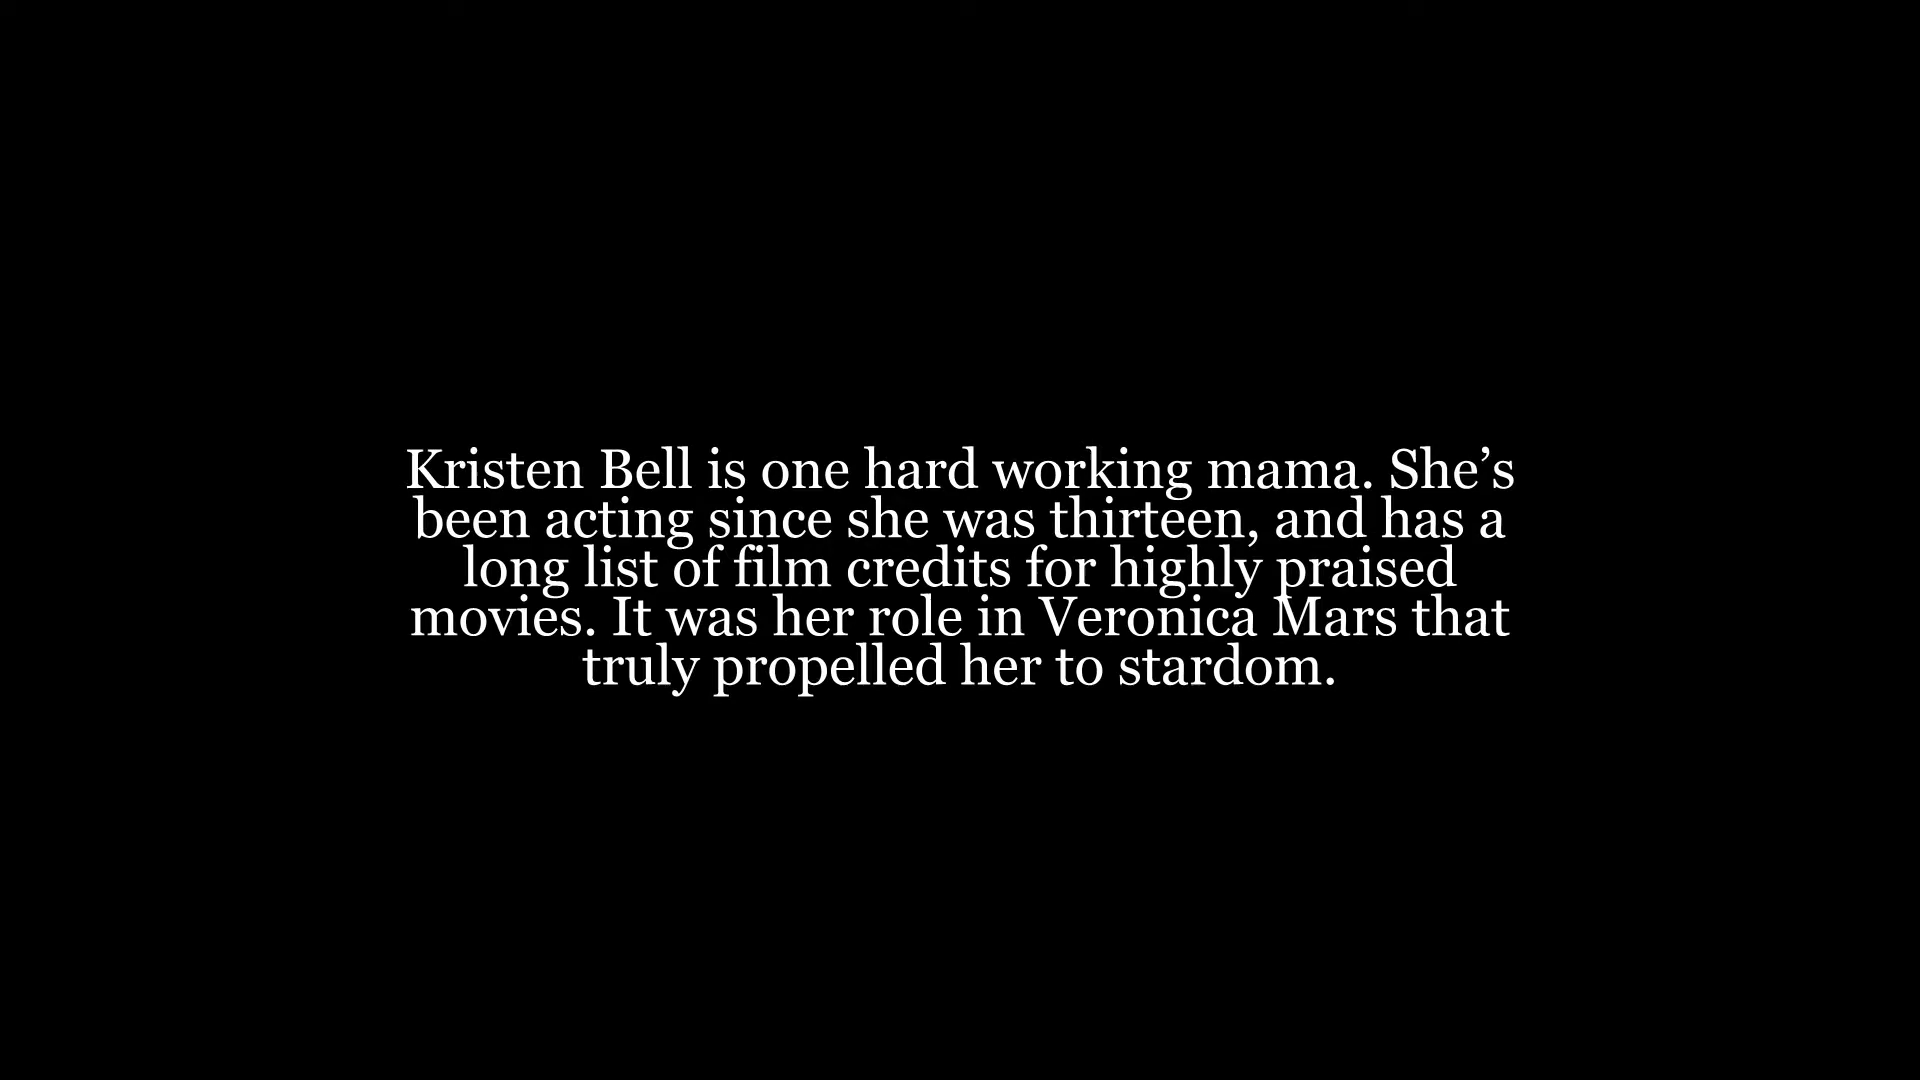 Kristen Bell is one hard working mama. She’s
been acting since she was thirteen, and has a
long list of film credits for highly praised
movies. It was her role in Veronica Mars that
truly propelled her to stardom.